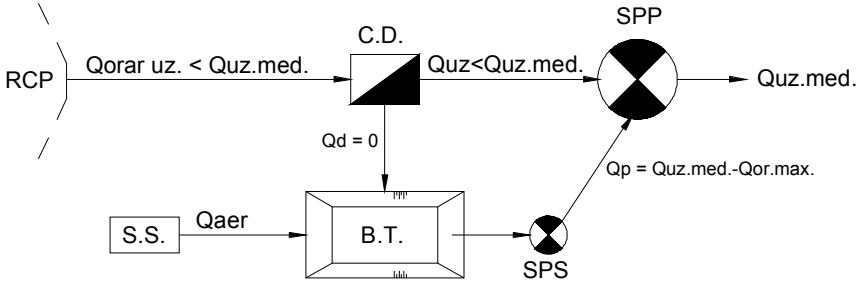 SPP
C.D.
RCP
Qorar uz. < Quz.med.
Quz<Quz.med.
Quz.med.
Qd = 0
Qp = Quz.med.-Qor.max.
S.S.
Qaer
B.T.
SPS